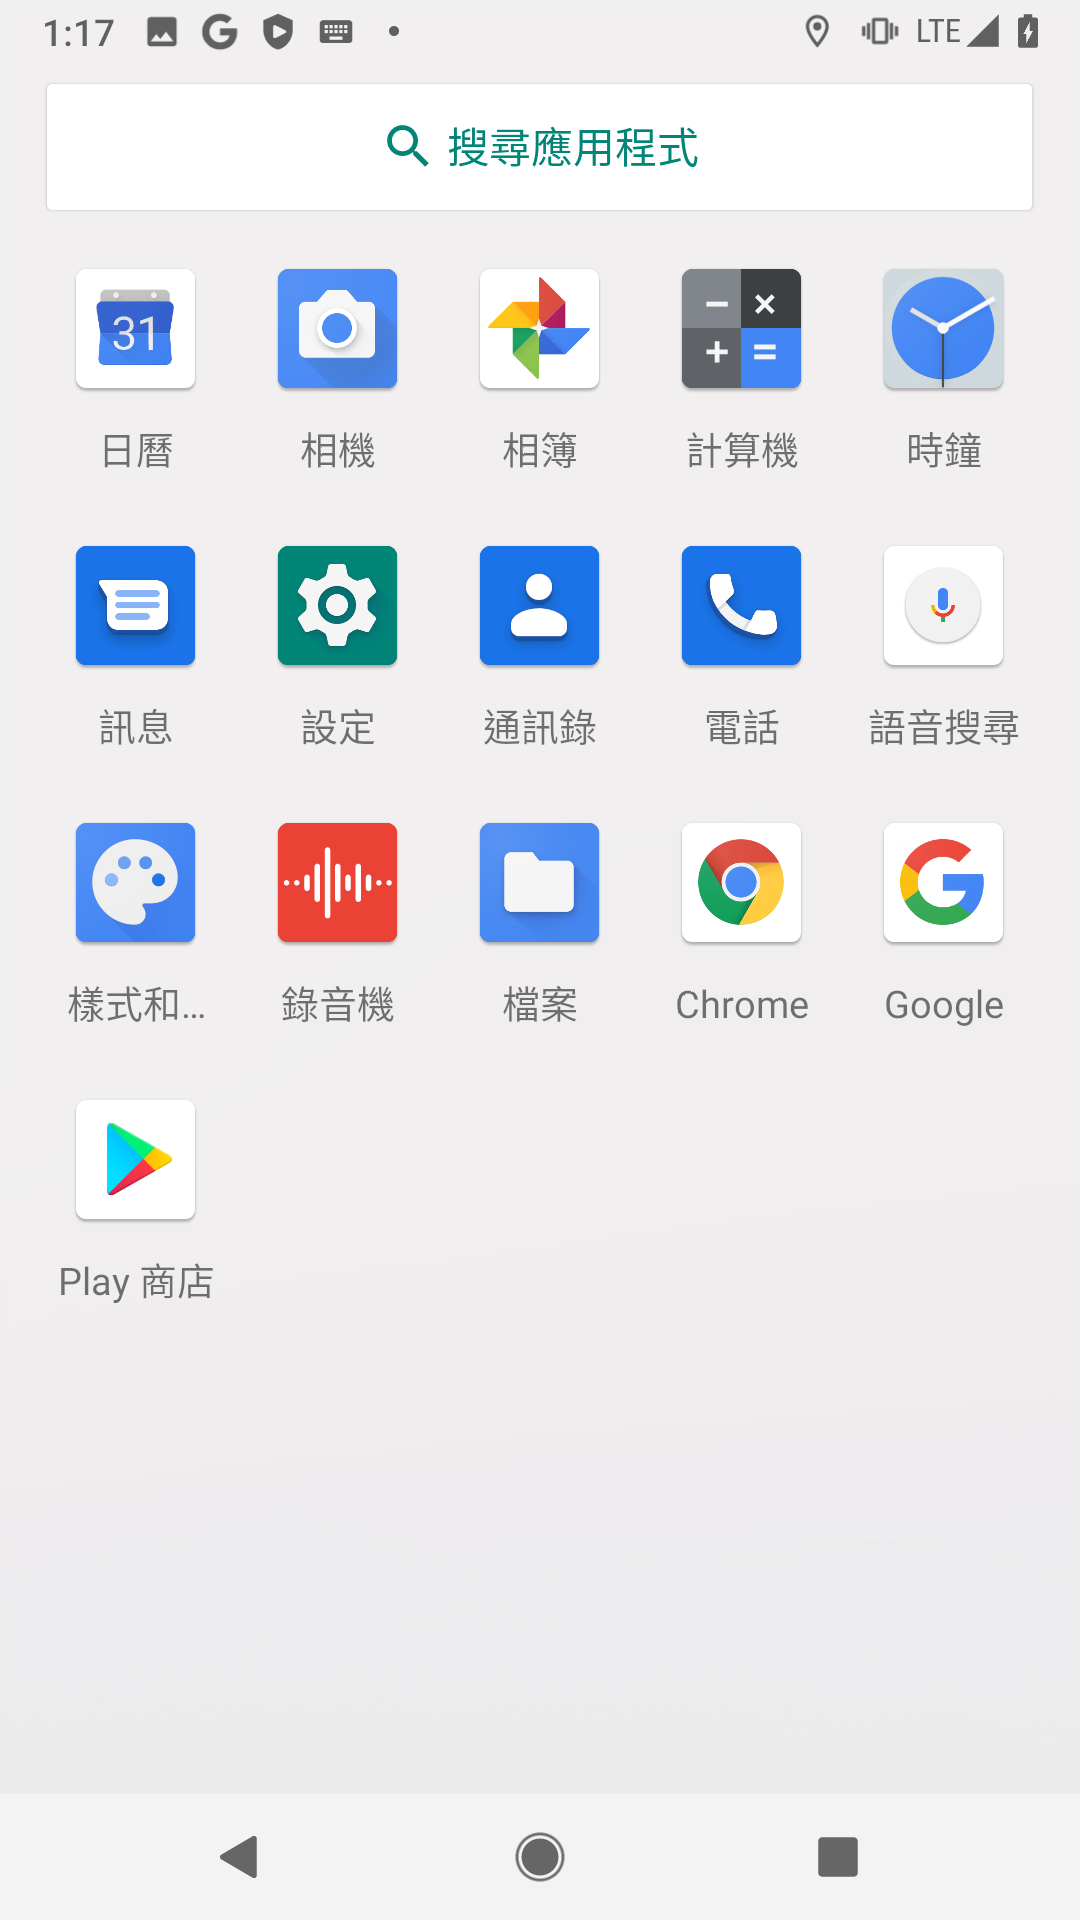 1:17 LTE
搜尋應用程式
31
日曆 相機 相簿 計算機 時鐘
訊息 設定 通訊錄 電話 語音搜尋
樣式和... 錄音機 檔案 Chrome Google
Play 商店